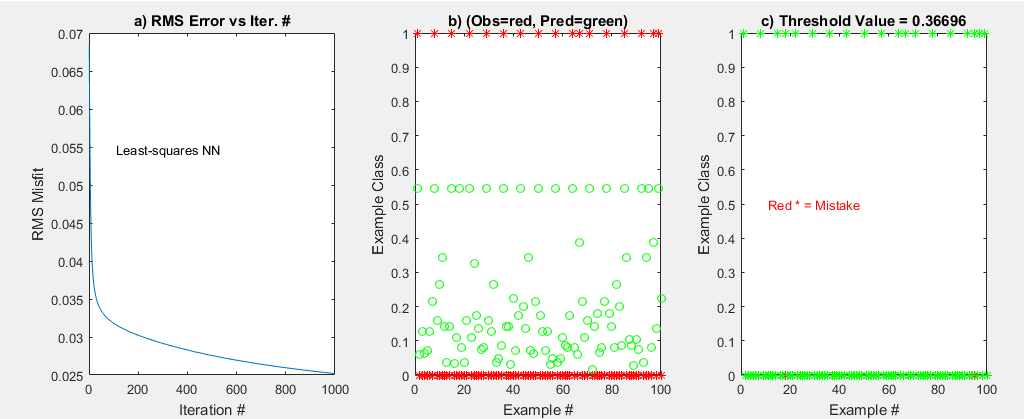 a) RMS Error vs Iter. #
0.07
0.065
0.06
0.055
0.05
0.045
0.04
0.035
0.03
0.025
RMS Misfit
Least-squares NN
0 200 400 600 800 1000
Iteration #
b) (Obs=red, Pred=green)
1
0.9
0.8
0.7
0.6
0.5
0.4
0.3
0.2
0.1
0
Example Class
0 20 40 60 80 100
Example #
c) Threshold Value = 0.36696
1
0.9
0.8
0.7
0.6
0.5
0.4
0.3
0.2
0.1
0
Example Class
Red * = Mistake
0 20 40 60 80 100
Example #